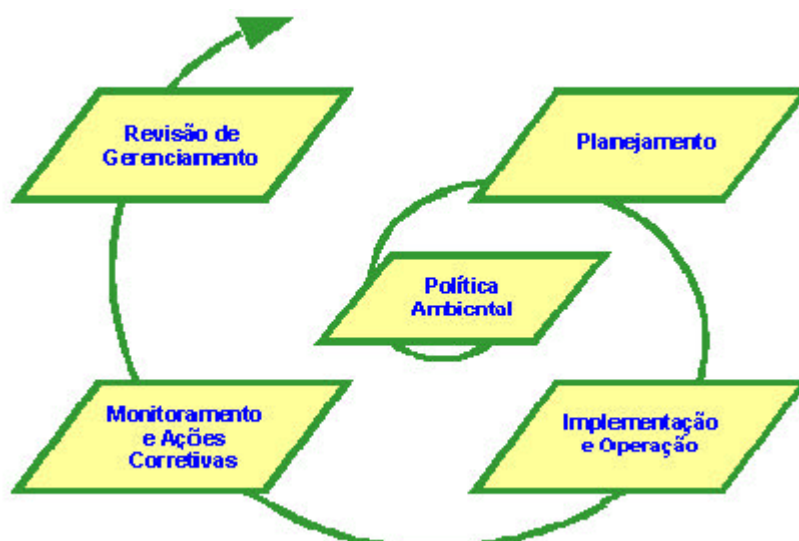 Revisão de
Gerenciamento
Planejamento
Política
Ambiental
Monitoramento
e Ações
Corretivas
Implementação
e Operação